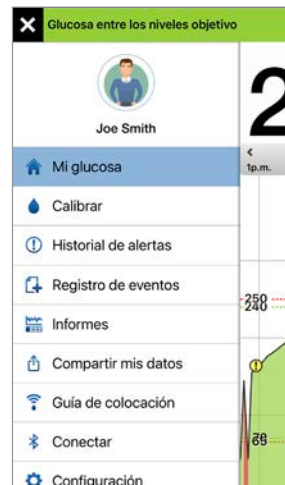 Glucosa entre los niveles objetivo
Joe Smith
Mi glucosa
Calibrar
Historial de alertas
Registro de eventos
Informes
Compartir mis datos
Guía de colocación
Conectar
Configuración
2
1p.m.
250
240
65